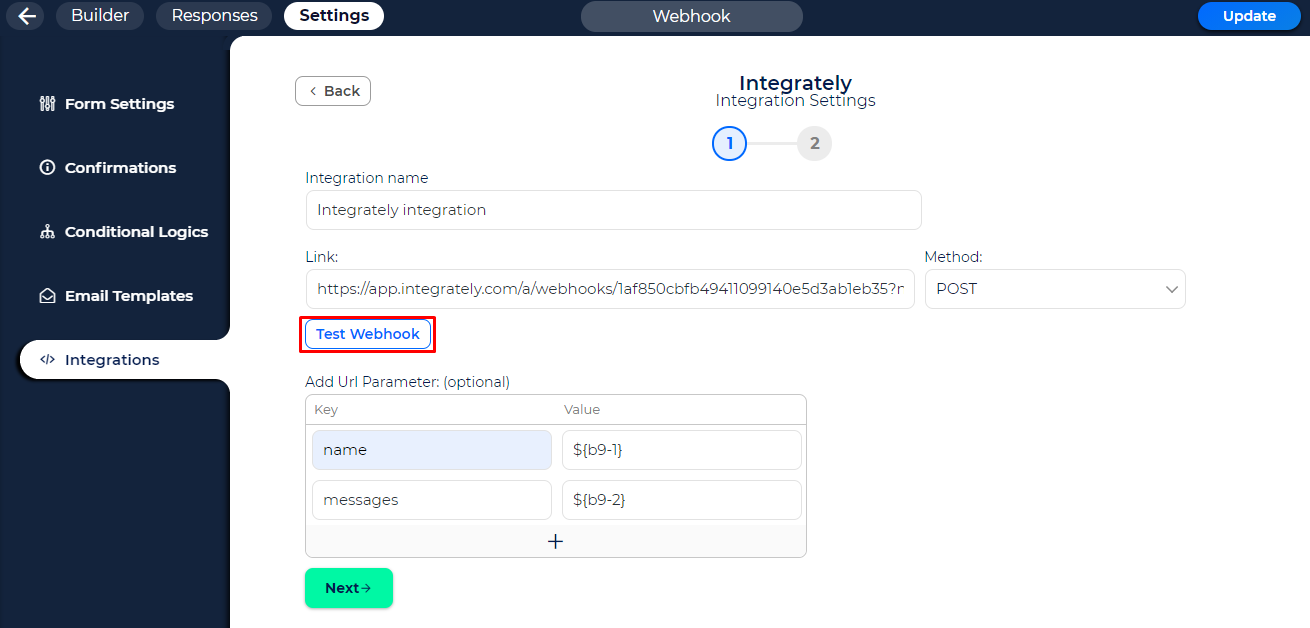 Builder
Responses
Settings
Webhook
Update
Form Settings
Confirmations
Conditional Logics
Email Templates
</> Integrations
< Back
Integrately
Integration Settings
1
2
Integration name
Integrately integration
Link:
Method:
https://app.integrately.com/a/webhooks/1af850cbfb49411099140e5d3ab1eb35?r
POST
Test Webhook
Add Url Parameter: (optional)
Key
Value
name
${b9-1}
messages
${b9-2}
+
Next→